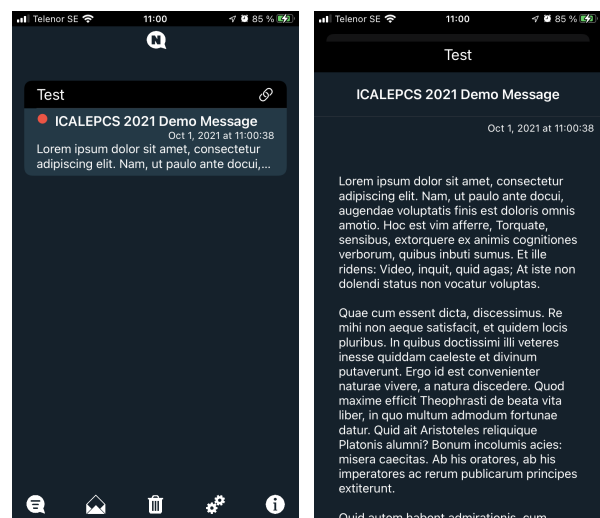 Telenor SE 11:00 85 %
N
Test
ICALEPCS 2021 Demo Message
Oct 1, 2021 at 11:00:38
Lorem ipsum dolor sit amet, consectetur
adipiscing elit. Nam, ut paulo ante docui,...
Telenor SE 11:00 85 %
Test
ICALEPCS 2021 Demo Message
Oct 1, 2021 at 11:00:38
Lorem ipsum dolor sit amet, consectetur
adipiscing elit. Nam, ut paulo ante docui,
augendae voluptatis finis est doloris omnis
amotio. Hoc est vim afferre, Torquate,
sensibus, extorquere ex animis cognitiones
verborum, quibus inbuti sumus. Et ille
ridens: Video, inquit, quid agas; At iste non
dolendi status non vocatur voluptas.
Quae cum essent dicta, discessimus. Re
mihi non aeque satisfacit, et quidem locis
pluribus. In quibus doctissimi illi veteres
inesse quiddam caeleste et divinum
putaverunt. Ergo id est convenienter
naturae vivere, a natura discedere. Quod
maxime efficit Theophrasti de beata vita
liber, in quo multum admodum fortunae
datur. Quid ait Aristoteles reliquique
Platonis alumni? Bonum incolumis acies:
misera caecitas. Ab his oratores, ab his
imperatores ac rerum publicarum principes
extiterunt.
Quid autem habent admirationis, cum